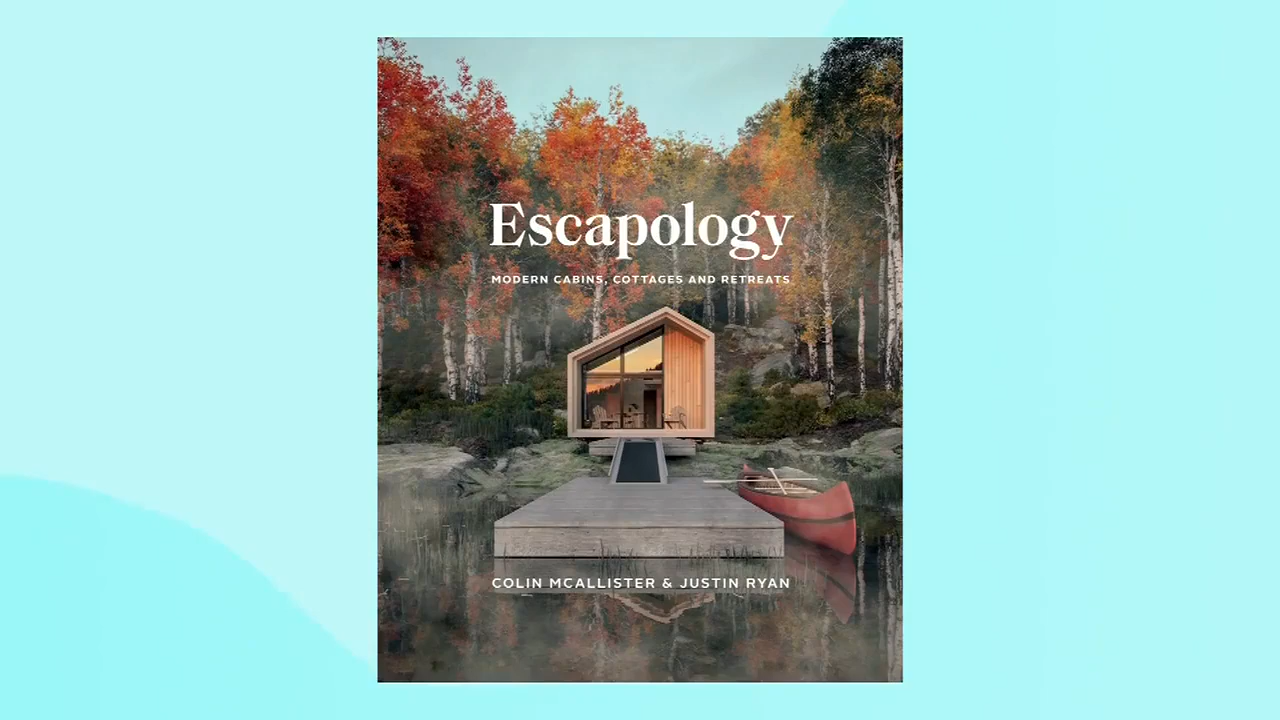 Escapology
MODERN CABINS, COTTAGES AND RETREATS
COLIN MCALLISTER & JUSTIN RYAN